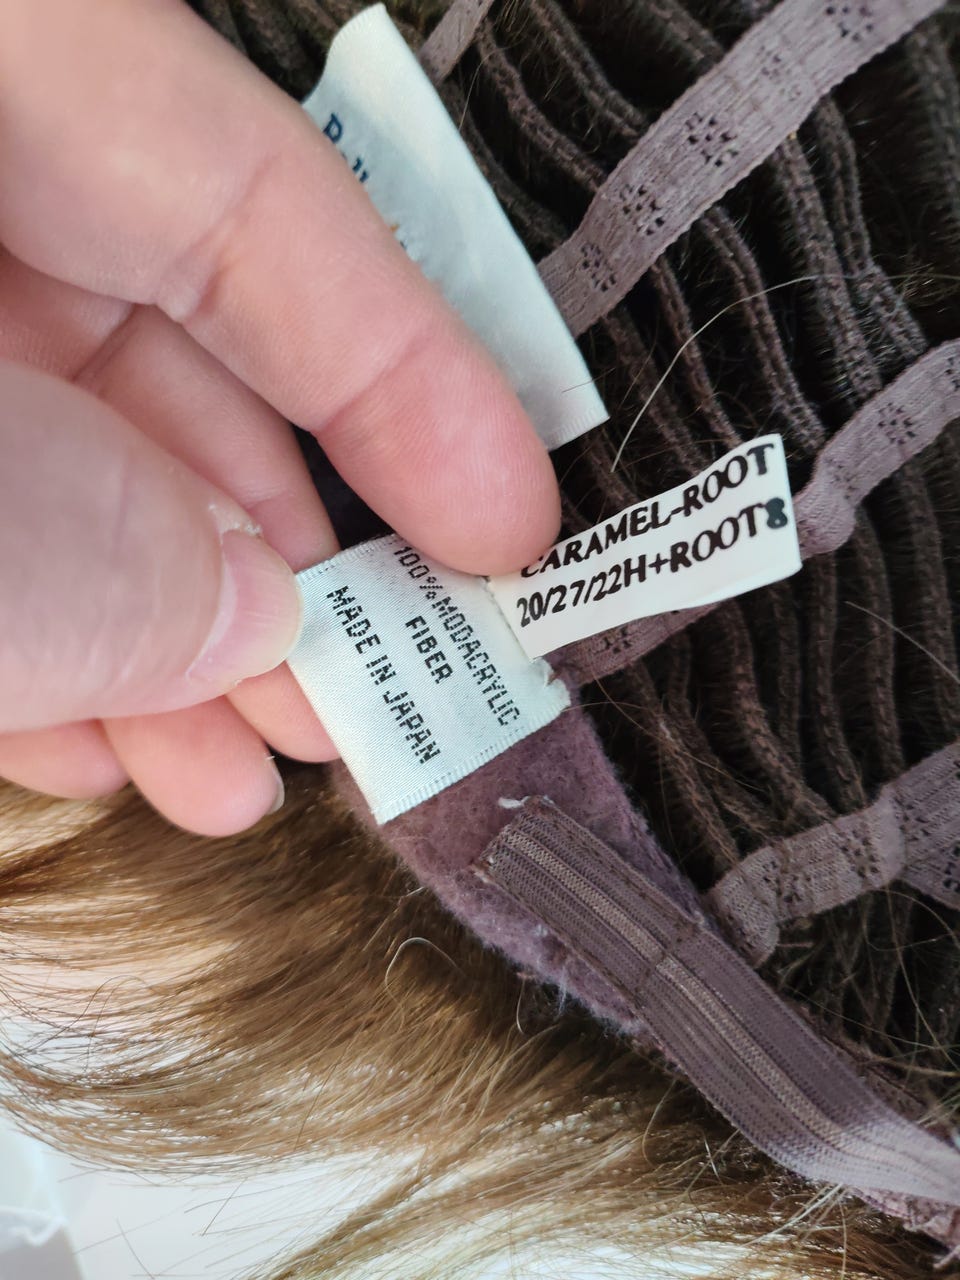 CARAMEL-ROOT
20/27/22H+ROOT8
100% MODACRYLIC
FIBER
MADE IN JAPAN